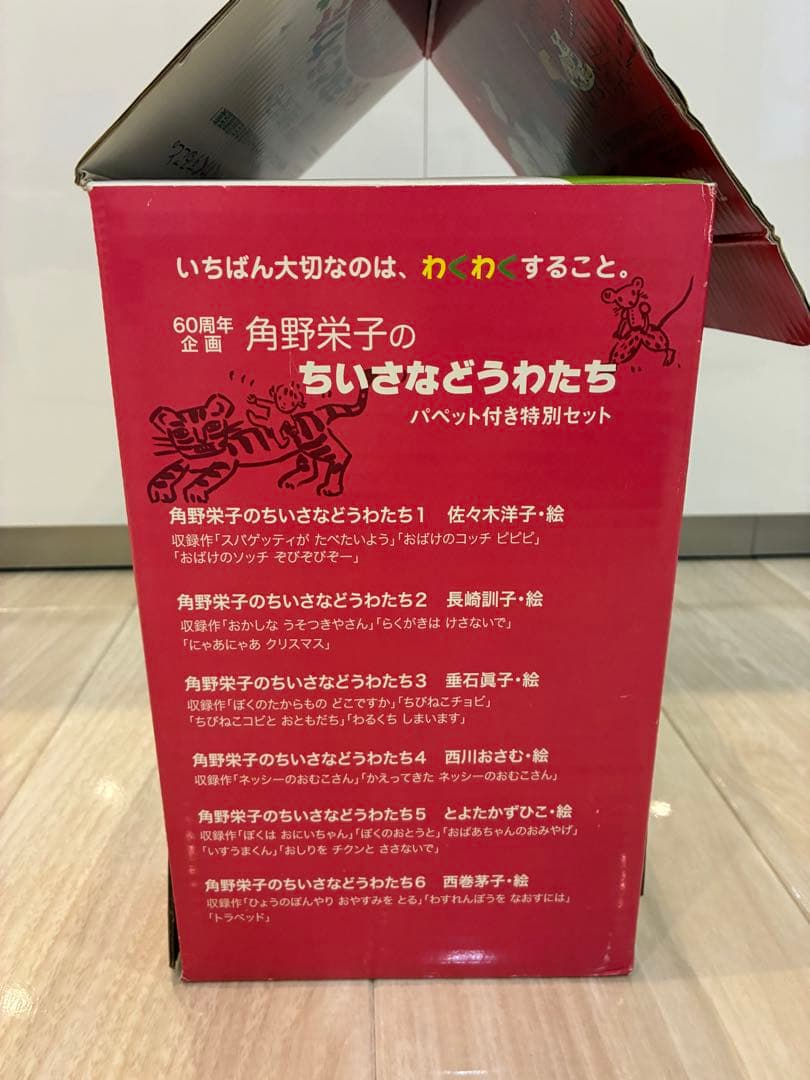 いちばん大切なのは、わくわくすること。
60周年
企画
角野栄子の
ちいさなどうわたち
パペット付き特別セット
角野栄子のちいさなどうわたち1 佐々木洋子・絵
収録作「スパゲッティが たべたいよう」「おばけのコッチ ピピピ」
「おばけのソッチ ぞびぞびぞー」
角野栄子のちいさなどうわたち2 長崎訓子・絵
収録作「おかしな うそつきやさん」「らくがきは けさないで」
「にゃあにゃあ クリスマス」
角野栄子のちいさなどうわたち3 垂石眞子・絵
収録作「ぼくのたからもの どこですか」「ちびねこチョビ」
「ちびねこコビと おともだち」「わるくち しまいます」
角野栄子のちいさなどうわたち4 西川おさむ・絵
収録作「ネッシーのおむこさん」「かえってきた ネッシーのおむこさん」
角野栄子のちいさなどうわたち5 とよたかずひこ・絵
収録作「ぼくは おにいちゃん」「ぼくのおとうと」「おばあちゃんのおみやげ」
「いすうまくん」「おしりを チクンと ささないで」
角野栄子のちいさなどうわたち6 西巻茅子・絵
収録作「ひょうのぼんやり おやすみを とる」「わすれんぼうを なおすには」
「トラベッド」